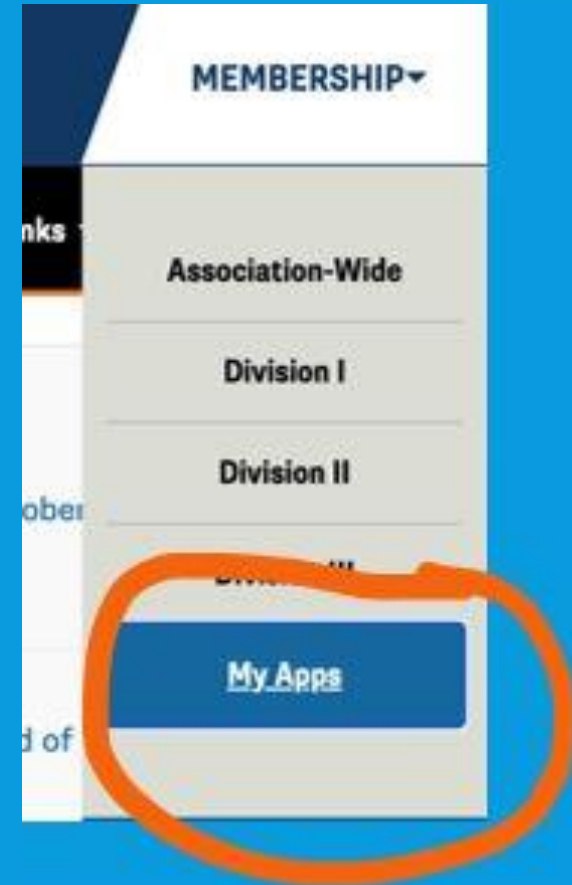 MEMBERSHIP
nks
Association-Wide
Division I
Division II
ober
My Apps
d of